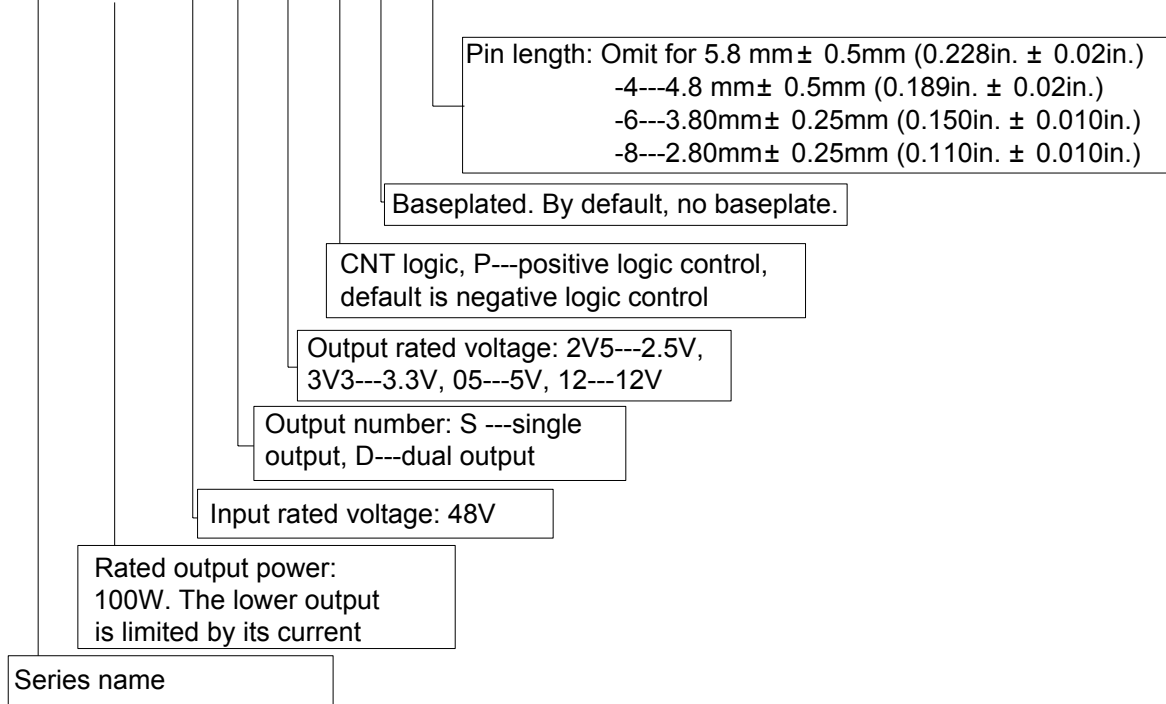 Pin length: Omit for 5.8 mm± 0.5mm (0.228in. ± 0.02in.)
-4---4.8 mm± 0.5mm (0.189in. ± 0.02in.)
-6---3.80mm± 0.25mm (0.150in. ± 0.010in.)
-8---2.80mm± 0.25mm (0.110in. ± 0.010in.)
Baseplated. By default, no baseplate.
CNT logic, P---positive logic control,
default is negative logic control
Output rated voltage: 2V5---2.5V,
3V3---3.3V, 05---5V, 12---12V
Output number: S ---single
output, D---dual output
Input rated voltage: 48V
Rated output power:
100W. The lower output
is limited by its current
Series name